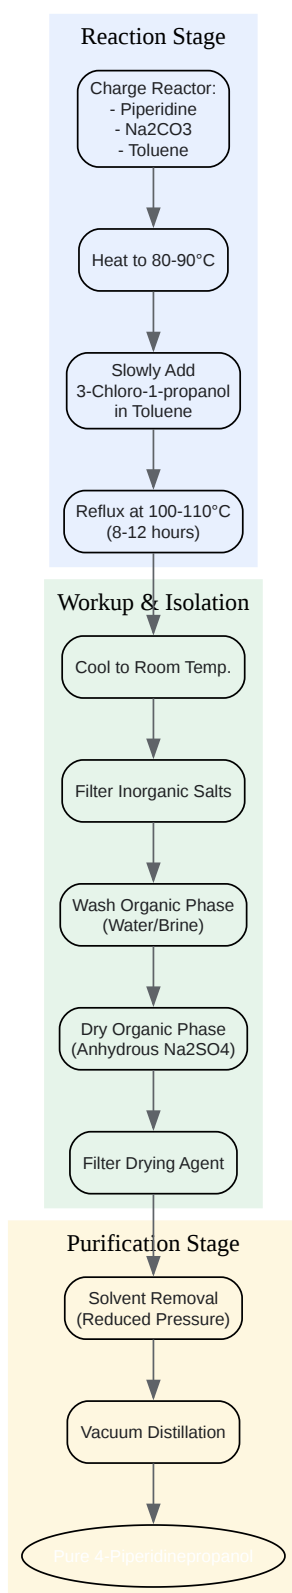 Reaction Stage
Charge Reactor:
- Piperidine
- Na2CO3
- Toluene
Heat to 80-90°C
Slowly Add
3-Chloro-1-propanol
in Toluene
Reflux at 100-110°C
(8-12 hours)
Workup & Isolation
Cool to Room Temp.
Filter Inorganic Salts
Wash Organic Phase
(Water/Brine)
Dry Organic Phase
(Anhydrous Na2SO4)
Filter Drying Agent
Purification Stage
Solvent Removal
(Reduced Pressure)
Vacuum Distillation
Pure 4-Piperidinepropanol